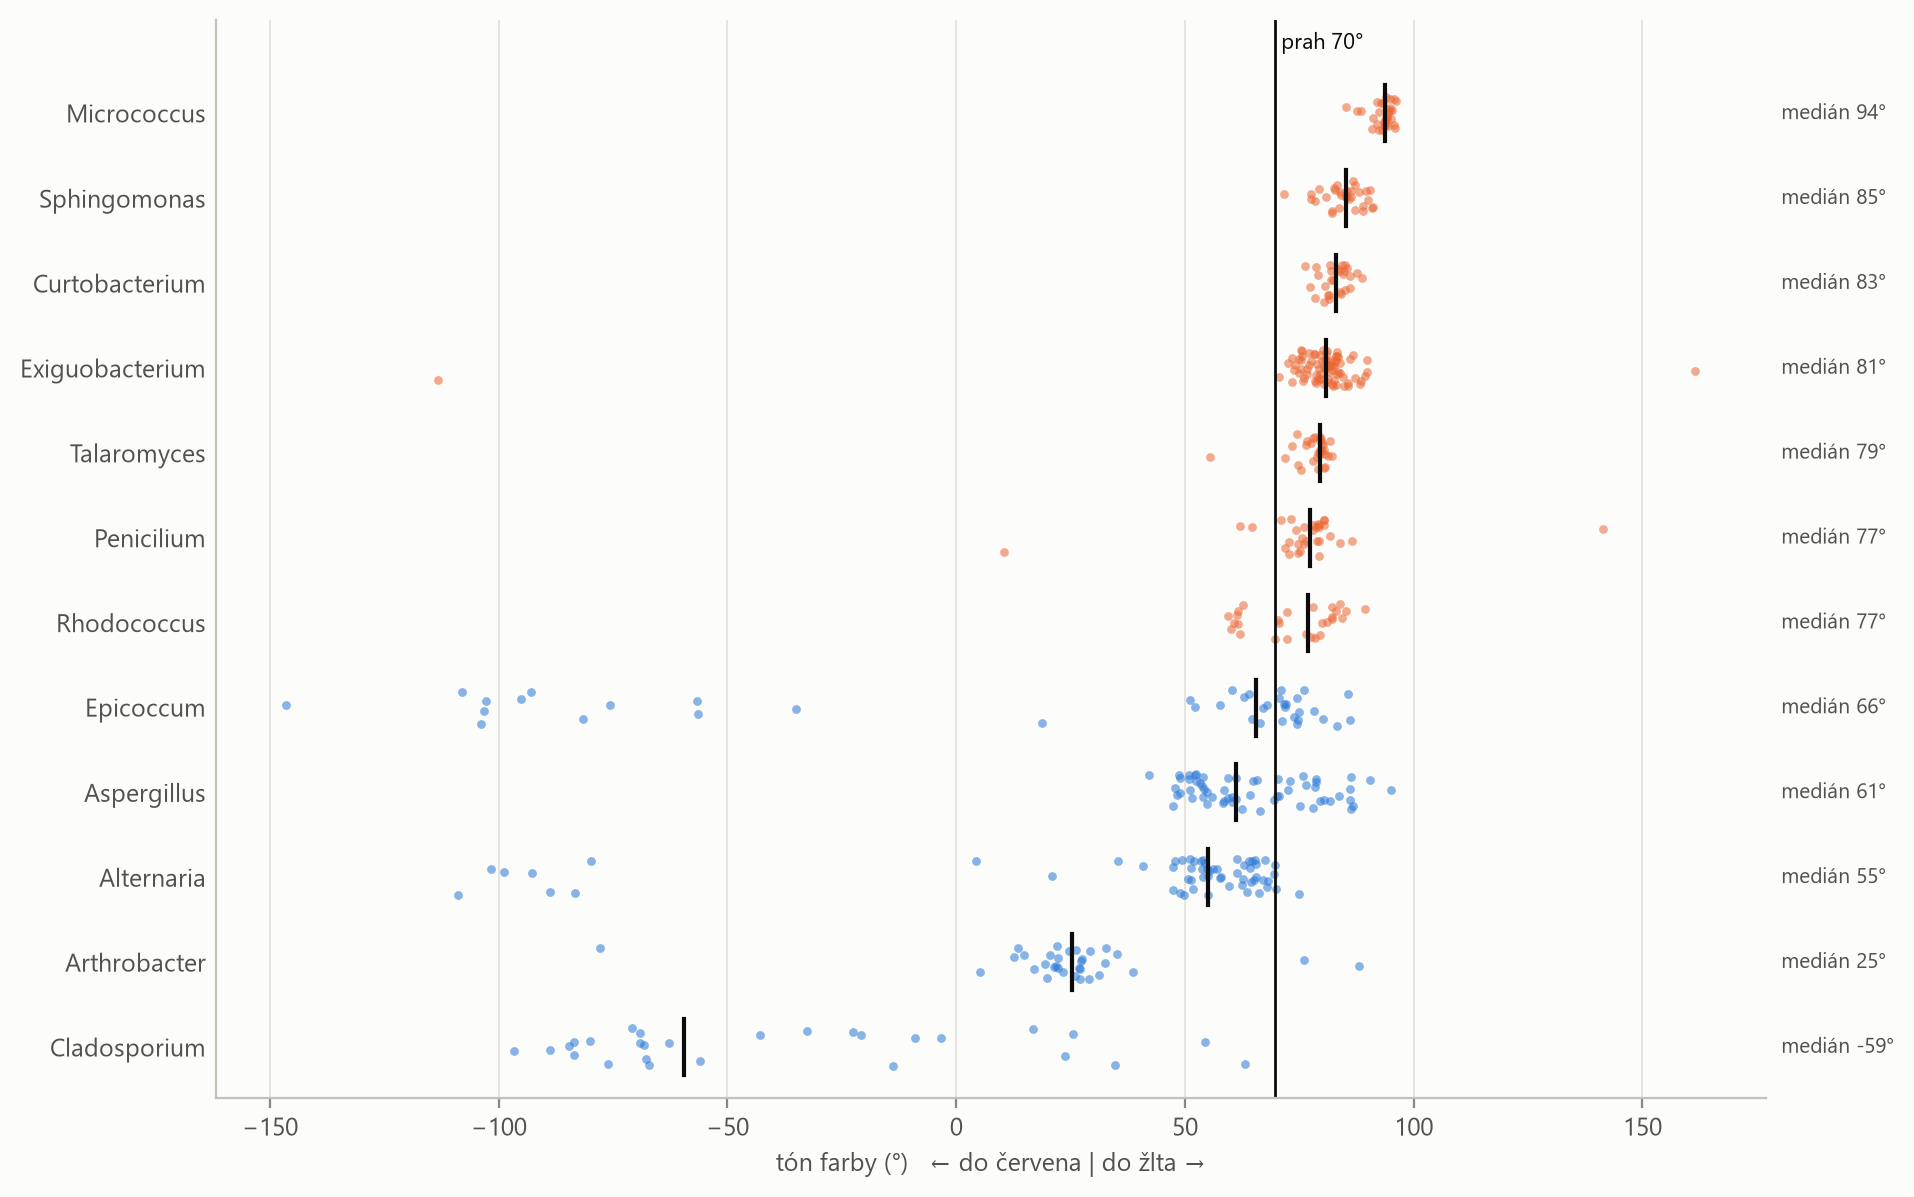 prah 70°
Micrococcus medián 94°
Sphingomonas medián 85°
Curtobacterium medián 83°
Exiguobacterium medián 81°
Talaromyces medián 79°
Penicilium medián 77°
Rhodococcus medián 77°
Epicoccum medián 66°
Aspergillus medián 61°
Alternaria medián 55°
Arthrobacter medián 25°
Cladosporium medián -59°
−150 −100 −50 0 50 100 150
tón farby (°) ← do červena | do žlta →